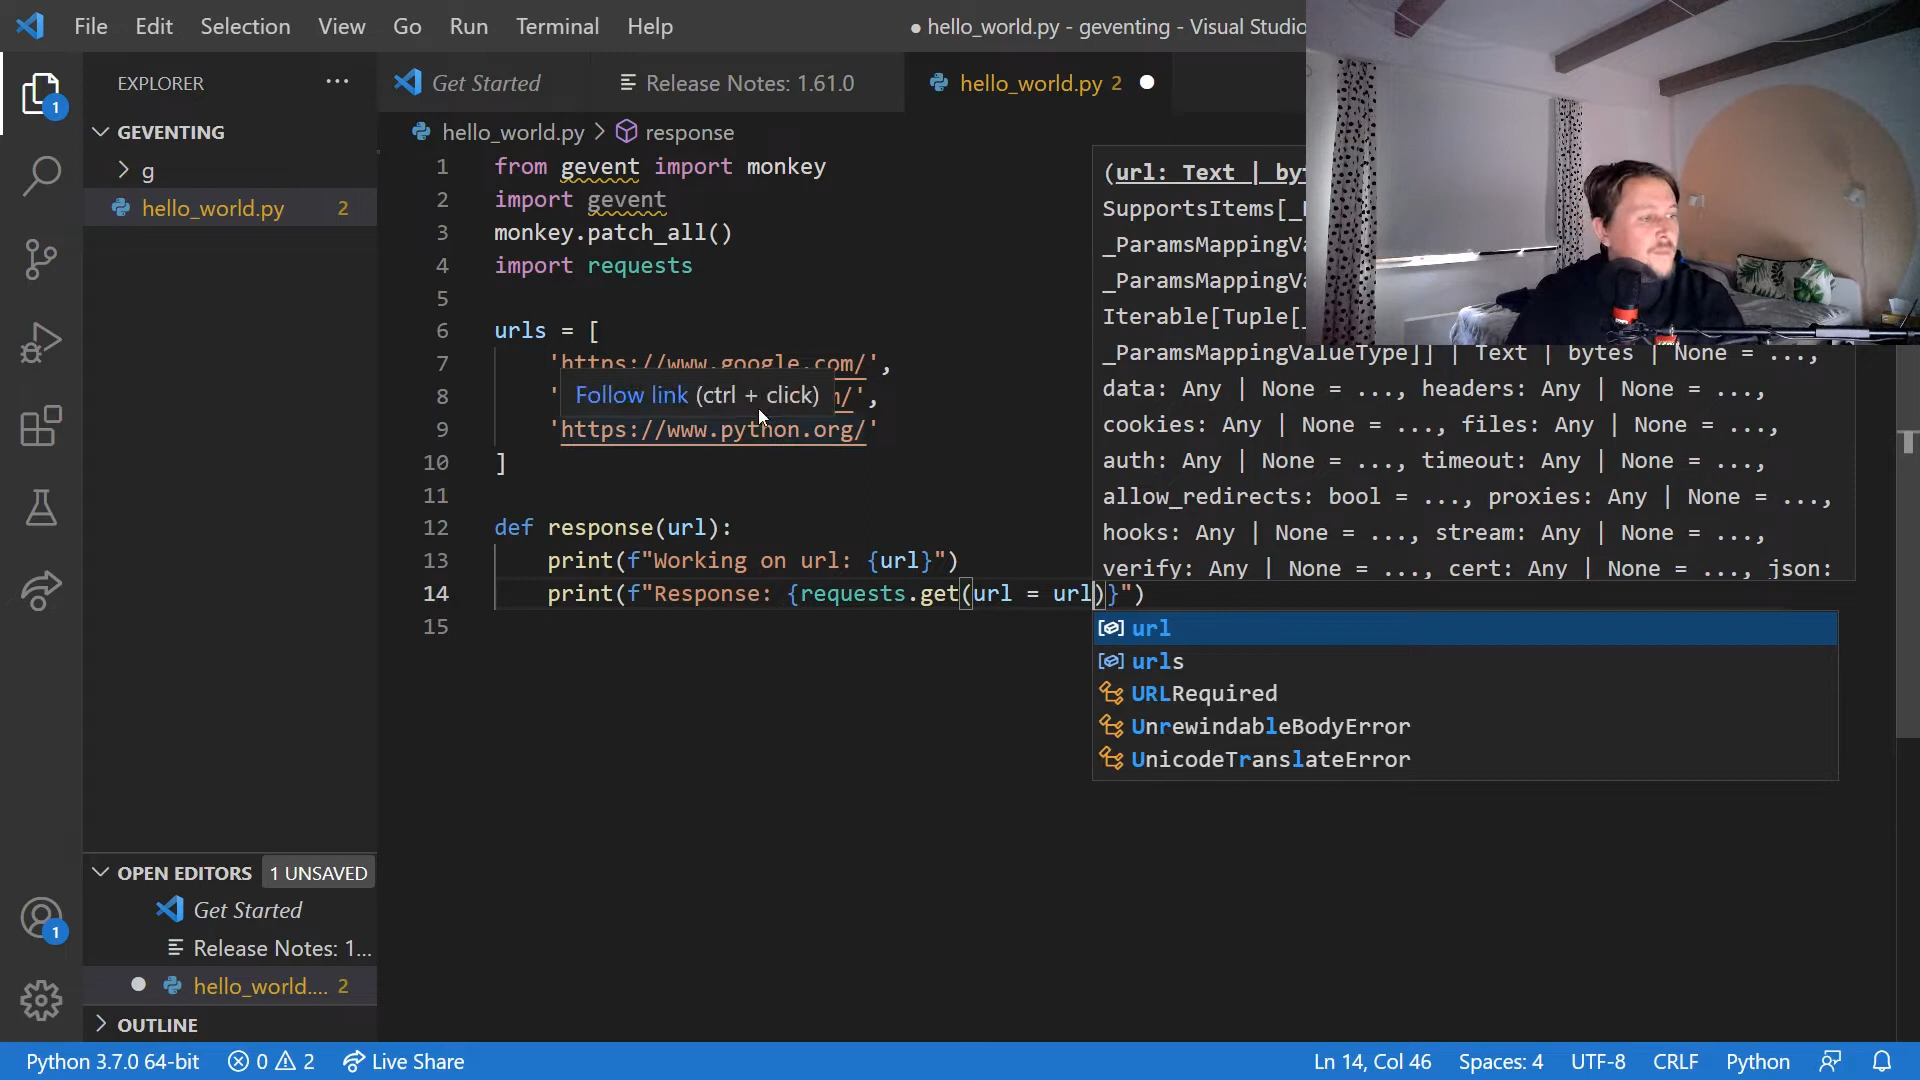 File Edit Selection View Go Run Terminal Help
● hello_world.py - geventing - Visual Studio
EXPLORER ...
GEVENTING
g
hello_world.py 2
Get Started
Release Notes: 1.61.0
hello_world.py 2
hello_world.py > response
1 from gevent import monkey
2 import gevent
3 monkey.patch_all()
4 import requests
5
6 urls = [
7 'https://www.google.com/',
8 '/',
9 'https://www.python.org/'
10 ]
11
12 def response(url):
13 print(f"Working on url: {url}")
14 print(f"Response: {requests.get(url = url)}")
15
Follow link (ctrl + click)
(url: Text |
SupportsItems[
Iterable[Tuple[
_ParamsMappingValueType]] | Text | bytes | None = ...,
data: Any | None = ..., headers: Any | None = ...,
cookies: Any | None = ..., files: Any | None = ...,
auth: Any | None = ..., timeout: Any | None = ...,
allow_redirects: bool = ..., proxies: Any | None = ...,
hooks: Any | None = ..., stream: Any | None = ...,
verify: Any | None = ..., cert: Any | None = ..., json:
url
urls
URLRequired
UnrewindableBodyError
UnicodeTranslateError
OPEN EDITORS 1 UNSAVED
Get Started
Release Notes: 1...
hello_world.... 2
OUTLINE
1
1
Python 3.7.0 64-bit 0 2 Live Share
Ln 14, Col 46 Spaces: 4 UTF-8 CRLF Python